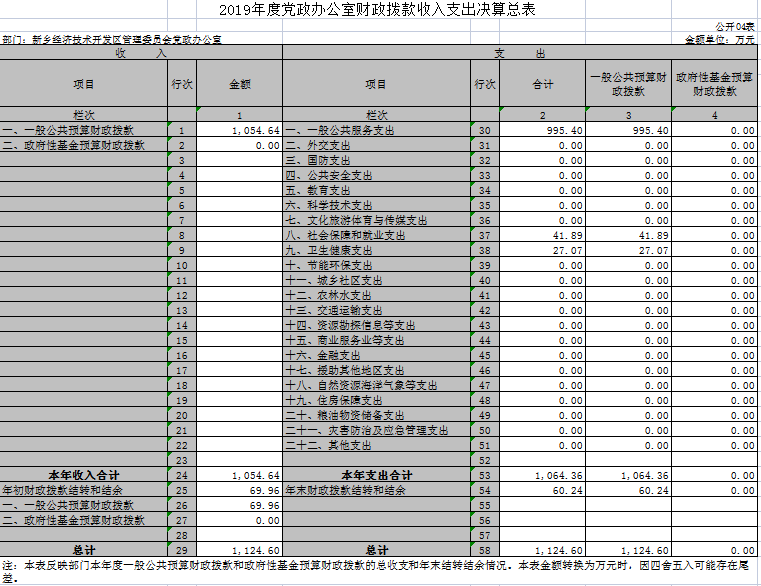 2019年度党政办公室财政拨款收入支出决算总表
公开04表
部门：新乡经济技术开发区管理委员会党政办公室 金额单位：万元
收 入 支 出
项目 行次 金额 项目 行次 合计 一般公共预算财政拨款 政府性基金预算财政拨款
栏次 1 栏次 2 3 4
一、一般公共预算财政拨款 1 1,054.64 一、一般公共服务支出 30 995.40 995.40 0.00
二、政府性基金预算财政拨款 2 0.00 二、外交支出 31 0.00 0.00 0.00
3 三、国防支出 32 0.00 0.00 0.00
4 四、公共安全支出 33 0.00 0.00 0.00
5 五、教育支出 34 0.00 0.00 0.00
6 六、科学技术支出 35 0.00 0.00 0.00
7 七、文化旅游体育与传媒支出 36 0.00 0.00 0.00
8 八、社会保障和就业支出 37 41.89 41.89 0.00
9 九、卫生健康支出 38 27.07 27.07 0.00
10 十、节能环保支出 39 0.00 0.00 0.00
11 十一、城乡社区支出 40 0.00 0.00 0.00
12 十二、农林水支出 41 0.00 0.00 0.00
13 十三、交通运输支出 42 0.00 0.00 0.00
14 十四、资源勘探信息等支出 43 0.00 0.00 0.00
15 十五、商业服务业等支出 44 0.00 0.00 0.00
16 十六、金融支出 45 0.00 0.00 0.00
17 十七、援助其他地区支出 46 0.00 0.00 0.00
18 十八、自然资源海洋气象等支出 47 0.00 0.00 0.00
19 十九、住房保障支出 48 0.00 0.00 0.00
20 二十、粮油物资储备支出 49 0.00 0.00 0.00
21 二十一、灾害防治及应急管理支出 50 0.00 0.00 0.00
22 二十二、其他支出 51 0.00 0.00 0.00
23 52
本年收入合计 24 1,054.64 本年支出合计 53 1,064.36 1,064.36 0.00
年初财政拨款结转和结余 25 69.96 年末财政拨款结转和结余 54 60.24 60.24 0.00
一、一般公共预算财政拨款 26 69.96 55
二、政府性基金预算财政拨款 27 0.00 56
28 57
总计 29 1,124.60 总计 58 1,124.60 1,124.60 0.00
注：本表反映部门本年度一般公共预算财政拨款和政府性基金预算财政拨款的总收支和年末结转结余情况。本表金额转换为万元时，因四舍五入可能存在尾
差。